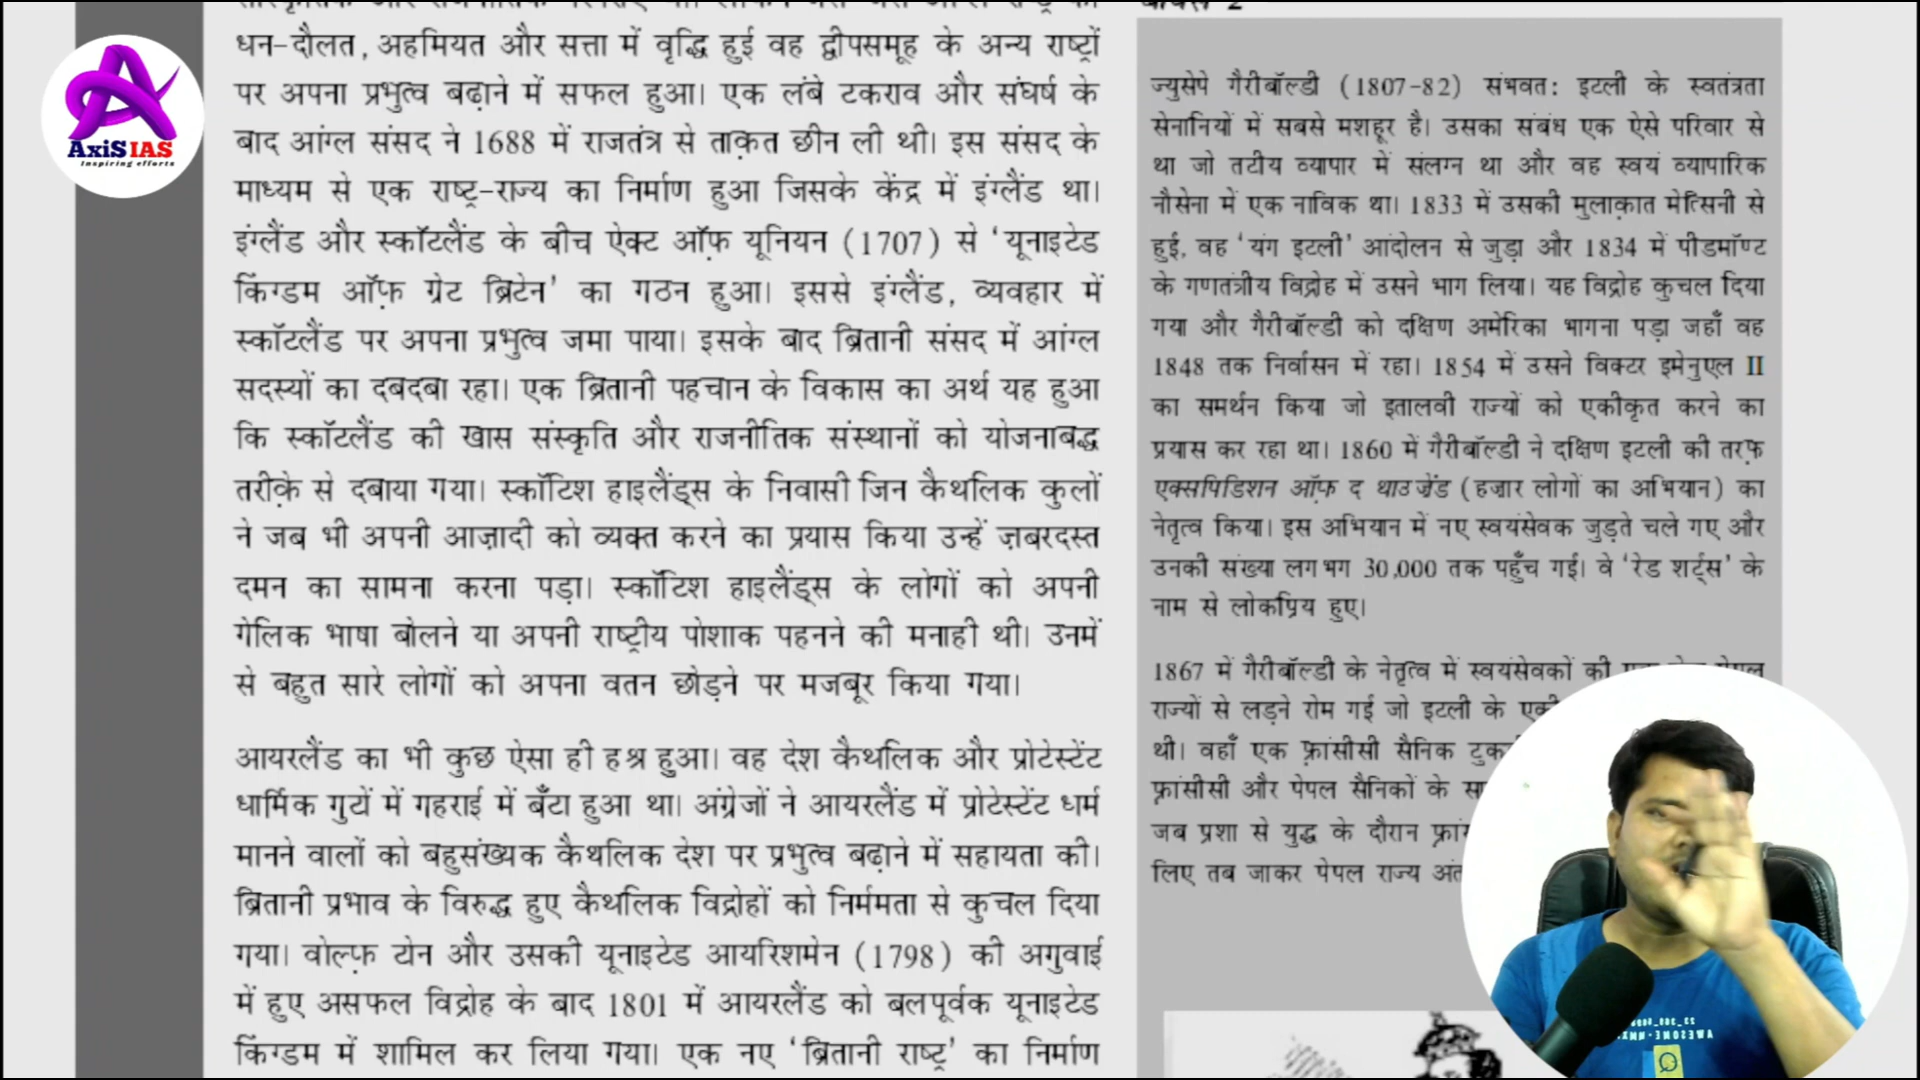 AxiS IAS
Inspiring efforts
धन-दौलत, अहमियत और सत्ता में वृद्धि हुई वह द्वीपसमूह के अन्य राष्ट्रों
पर अपना प्रभुत्व बढ़ाने में सफल हुआ। एक लंबे टकराव और संघर्ष के
बाद आंग्ल संसद ने 1688 में राजतंत्र से ताक़त छीन ली थी। इस संसद के
माध्यम से एक राष्ट्र-राज्य का निर्माण हुआ जिसके केंद्र में इंग्लैंड था।
इंग्लैंड और स्कॉटलैंड के बीच ऐक्ट ऑफ़ यूनियन (1707) से ‘यूनाइटेड
किंग्डम ऑफ़ ग्रेट ब्रिटेन’ का गठन हुआ। इससे इंग्लैंड, व्यवहार में
स्कॉटलैंड पर अपना प्रभुत्व जमा पाया। इसके बाद ब्रितानी संसद में आंग्ल
सदस्यों का दबदबा रहा। एक ब्रितानी पहचान के विकास का अर्थ यह हुआ
कि स्कॉटलैंड की खास संस्कृति और राजनीतिक संस्थानों को योजनाबद्ध
तरीक़े से दबाया गया। स्कॉटिश हाइलैंड्स के निवासी जिन कैथलिक कुलों
ने जब भी अपनी आज़ादी को व्यक्त करने का प्रयास किया उन्हें ज़बरदस्त
दमन का सामना करना पड़ा। स्कॉटिश हाइलैंड्स के लोगों को अपनी
गेलिक भाषा बोलने या अपनी राष्ट्रीय पोशाक पहनने की मनाही थी। उनमें
से बहुत सारे लोगों को अपना वतन छोड़ने पर मजबूर किया गया।
आयरलैंड का भी कुछ ऐसा ही हश्र हुआ। वह देश कैथलिक और प्रोटेस्टेंट
धार्मिक गुटों में गहराई में बँटा हुआ था। अंग्रेजों ने आयरलैंड में प्रोटेस्टेंट धर्म
मानने वालों को बहुसंख्यक कैथलिक देश पर प्रभुत्व बढ़ाने में सहायता की।
ब्रितानी प्रभाव के विरुद्ध हुए कैथलिक विद्रोहों को निर्ममता से कुचल दिया
गया। वोल्फ़ टोन और उसकी यूनाइटेड आयरिशमेन (1798) की अगुवाई
में हुए असफल विद्रोह के बाद 1801 में आयरलैंड को बलपूर्वक यूनाइटेड
किंग्डम में शामिल कर लिया गया। एक नए ‘ब्रितानी राष्ट्र’ का निर्माण
ज्युसेपे गैरीबॉल्डी (1807-82) संभवत: इटली के स्वतंत्रता
सेनानियों में सबसे मशहूर है। उसका संबंध एक ऐसे परिवार से
था जो तटीय व्यापार में संलग्न था और वह स्वयं व्यापारिक
नौसेना में एक नाविक था। 1833 में उसकी मुलाक़ात मेत्सिनी से
हुई, वह ‘यंग इटली’ आंदोलन से जुड़ा और 1834 में पीडमॉण्ट
के गणतंत्रीय विद्रोह में उसने भाग लिया। यह विद्रोह कुचल दिया
गया और गैरीबॉल्डी को दक्षिण अमेरिका भागना पड़ा जहाँ वह
1848 तक निर्वासन में रहा। 1854 में उसने विक्टर इमेनुएल II
का समर्थन किया जो इतालवी राज्यों को एकीकृत करने का
प्रयास कर रहा था। 1860 में गैरीबॉल्डी ने दक्षिण इटली की तरफ़
एक्सपिडिशन ऑफ़ द थाउज़ेंड (हज़ार लोगों का अभियान) का
नेतृत्व किया। इस अभियान में नए स्वयंसेवक जुड़ते चले गए और
उनकी संख्या लगभग 30,000 तक पहुँच गई। वे ‘रेड शर्ट्स’ के
नाम से लोकप्रिय हुए।
1867 में गैरीबॉल्डी के नेतृत्व में स्वयंसेवकों की
राज्यों से लड़ने रोम गई जो इटली के
थी। वहाँ एक फ़्रांसीसी सैनिक
फ़्रांसीसी और पेपल सैनिकों के
जब प्रशा से युद्ध के दौरान
लिए तब जाकर पेपल राज्य